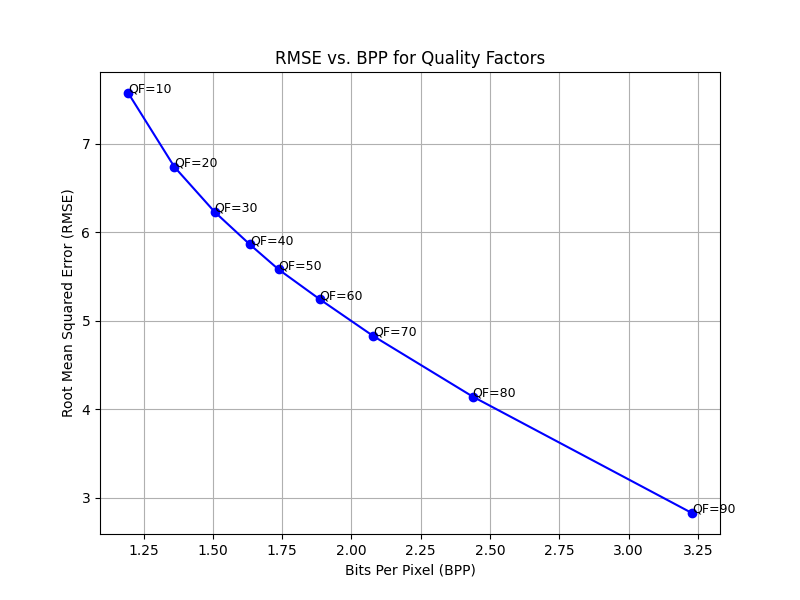 RMSE vs. BPP for Quality Factors
QF=10
QF=20
QF=30
QF=40
QF=50
QF=60
QF=70
QF=80
QF=90
7
6
5
4
3
Root Mean Squared Error (RMSE)
1.25 1.50 1.75 2.00 2.25 2.50 2.75 3.00 3.25
Bits Per Pixel (BPP)